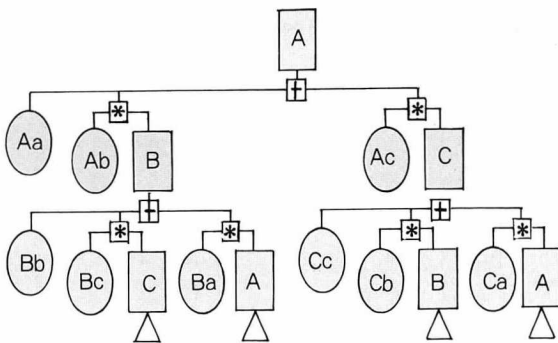 A
+
* *
Aa Ab B Ac C
+ +
* * * *
Bb Bc C Ba A Cc Cb B Ca A